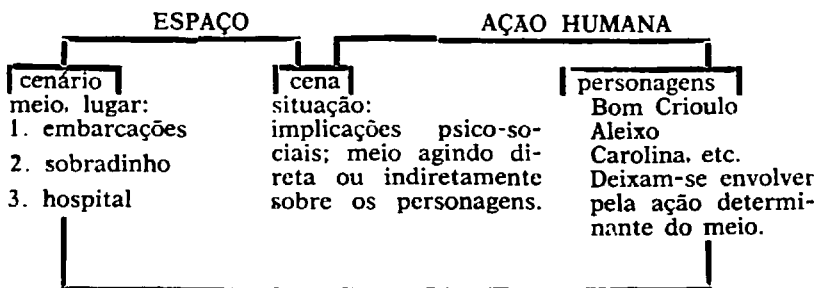 ESPAÇO
AÇÃO HUMANA
cenário
meio, lugar:
1. embarcações
2. sobradinho
3. hospital
cena
situação:
implicações psico-so-
ciais; meio agindo di-
reta ou indiretamente
sobre os personagens.
personagens
Bom Crioulo
Aleixo
Carolina, etc.
Deixam-se envolver
pela ação determi-
nante do meio.